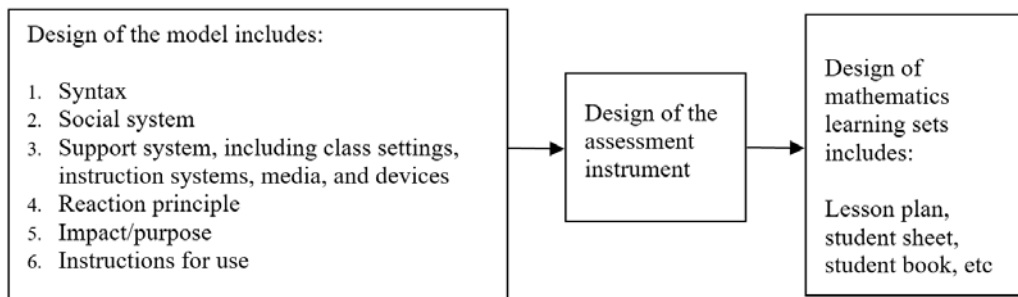 Design of the model includes:
1. Syntax
2. Social system
3. Support system, including class settings,
instruction systems, media, and devices
4. Reaction principle
5. Impact/purpose
6. Instructions for use
Design of the
assessment
instrument
Design of
mathematics
learning sets
includes:
Lesson plan,
student sheet,
student book, etc